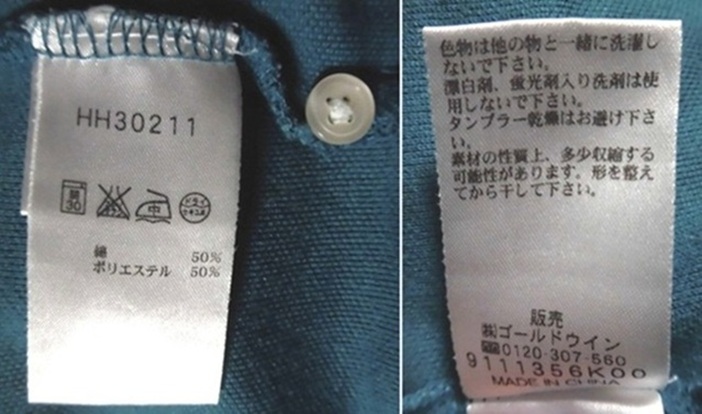 HH30211
綿 50%
ポリエステル 50%
色物は他の物と一緒に洗濯し
ないで下さい。
漂白剤、蛍光剤入り洗剤は使
用しないで下さい。
タンブラー乾燥はお避け下さ
い。
素材の性質上、多少収縮する
可能性があります。形を整え
てから干して下さい。
販売
㈱ゴールドウイン
0120-307-560
9111356K00
MADE IN CHINA